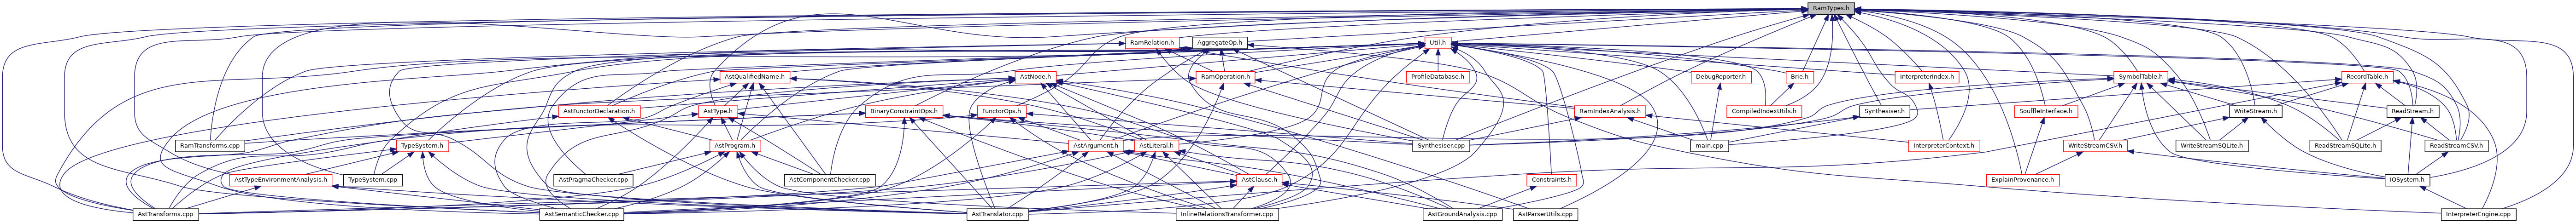 RamTypes.h
RamRelation.h
AggregateOp.h
Util.h
AstQualifiedName.h
AstNode.h
RamOperation.h
ProfileDatabase.h
DebugReporter.h
Brie.h
InterpreterIndex.h
SymbolTable.h
RecordTable.h
AstFunctorDeclaration.h
AstType.h
BinaryConstraintOps.h
FunctorOps.h
RamIndexAnalysis.h
CompiledIndexUtils.h
Synthesiser.h
SouffleInterface.h
WriteStream.h
ReadStream.h
RamTransforms.cpp
TypeSystem.h
AstProgram.h
AstArgument.h
AstLiteral.h
Synthesiser.cpp
main.cpp
InterpreterContext.h
WriteStreamCSV.h
WriteStreamSQLite.h
ReadStreamSQLite.h
ReadStreamCSV.h
AstTypeEnvironmentAnalysis.h
TypeSystem.cpp
AstPragmaChecker.cpp
AstComponentChecker.cpp
AstClause.h
Constraints.h
ExplainProvenance.h
IOSystem.h
AstTransforms.cpp
AstSemanticChecker.cpp
AstTranslator.cpp
InlineRelationsTransformer.cpp
AstGroundAnalysis.cpp
AstParserUtils.cpp
InterpreterEngine.cpp